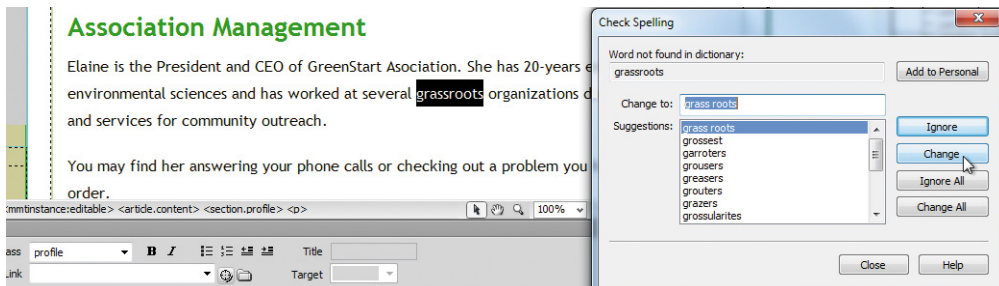 Association Management
Elaine is the President and CEO of GreenStart Asociation. She has 20-years e
environmental sciences and has worked at several grassroots organizations d
and services for community outreach.
You may find her answering your phone calls or checking out a problem you
order.
<mmtinstance:editable> <article.content> <section.profile> <p>
100%
ass profile B I Title
Link Target
Check Spelling
Word not found in dictionary:
grassroots
Add to Personal
Change to: grass roots
Suggestions:
grass roots
grossest
garroters
grousers
greasers
grouters
grazers
grossularites
Ignore
Change
Ignore All
Change All
Close Help